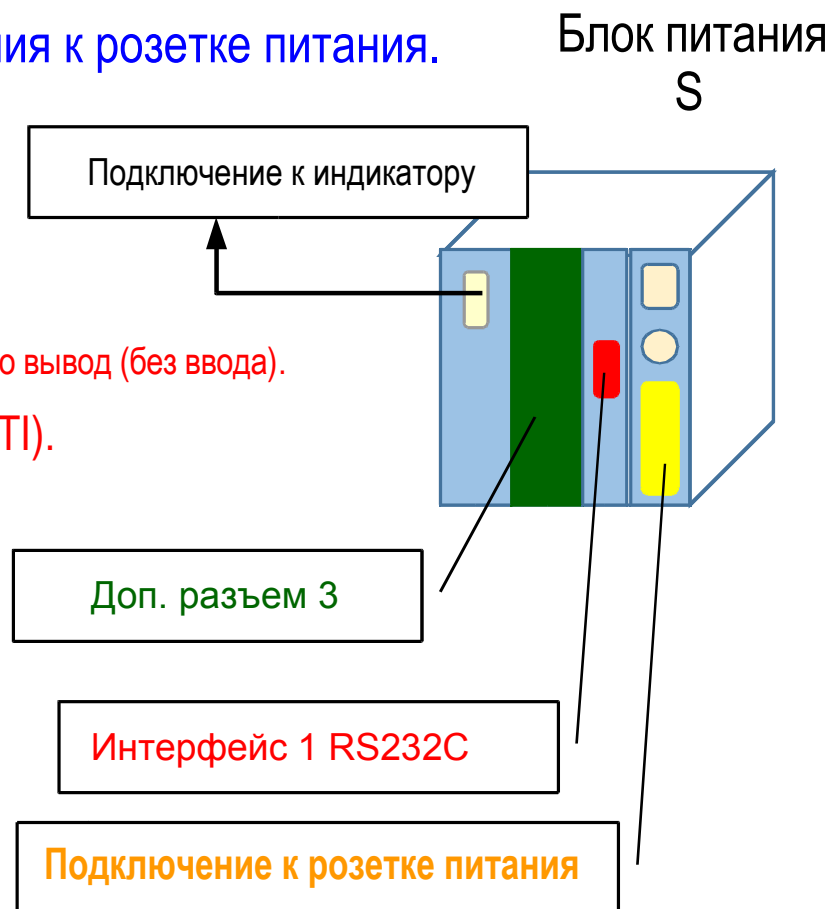 ия к розетке питания.
Блок питания
S
Подключение к индикатору
о вывод (без ввода).
TI).
Доп. разъем 3
Интерфейс 1 RS232C
Подключение к розетке питания